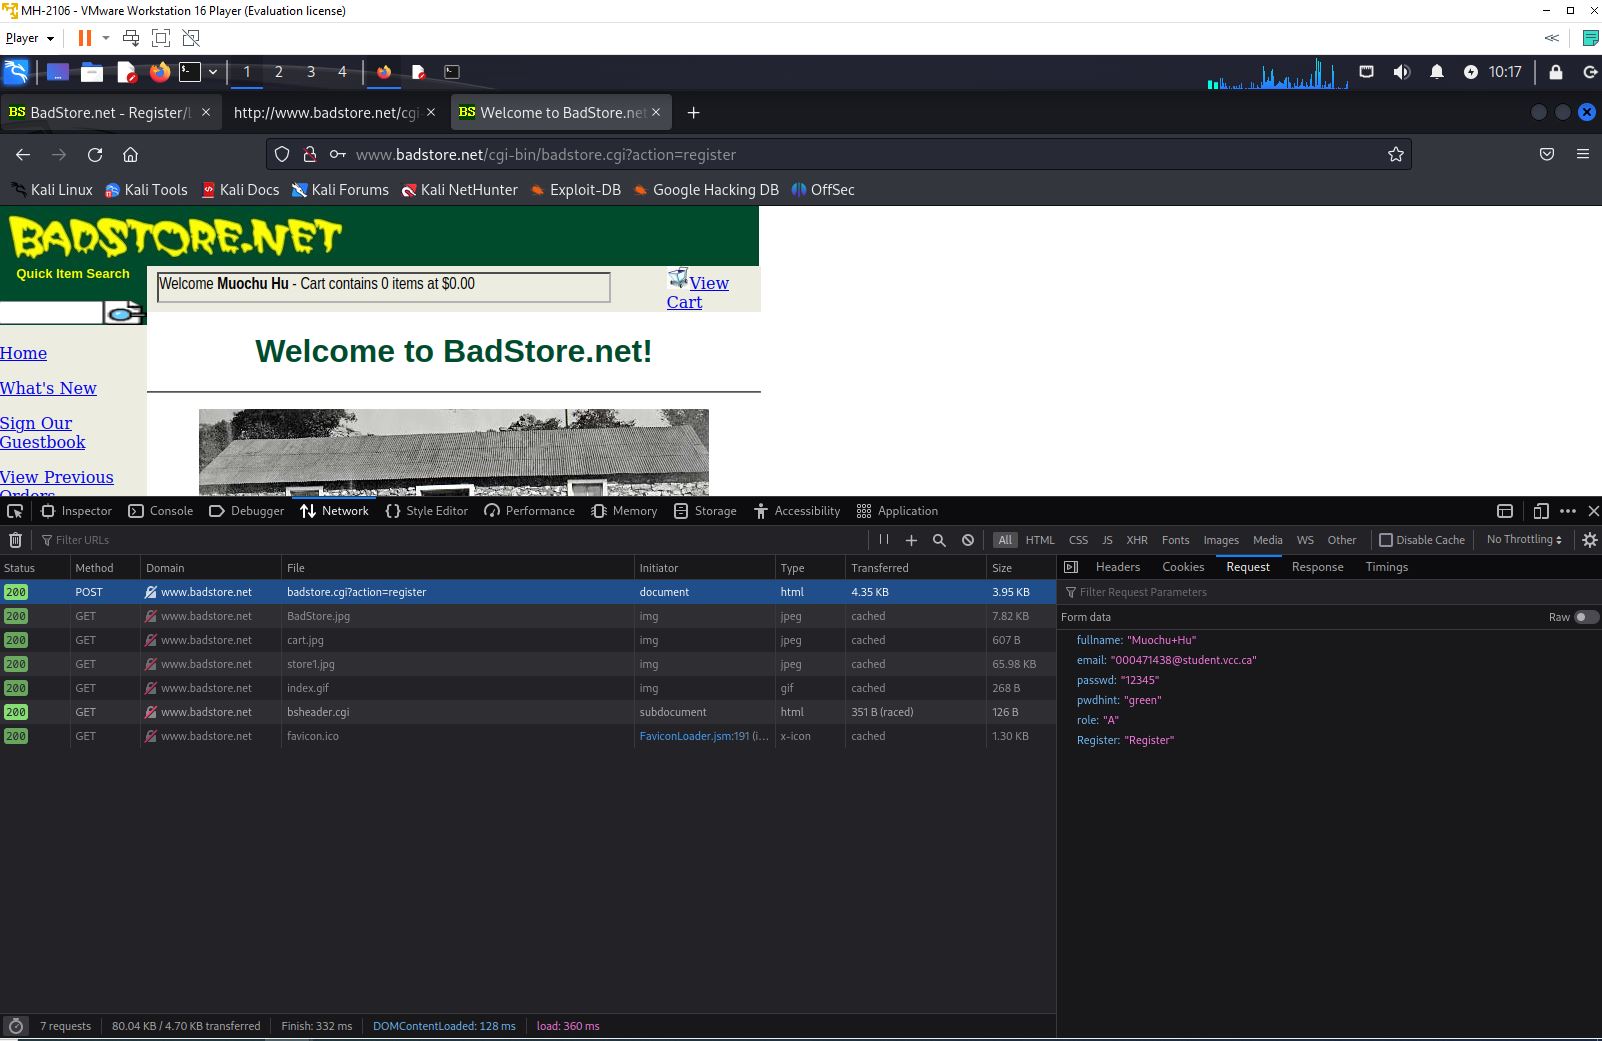 MH-2106 - VMware Workstation 16 Player (Evaluation license)
Player
1 2 3 4 10:17
BS BadStore.net - Register/L http://www.badstore.net/cgi- BS Welcome to BadStore.net
www.badstore.net/cgi-bin/badstore.cgi?action=register
Kali Linux Kali Tools Kali Docs Kali Forums Kali NetHunter Exploit-DB Google Hacking DB OffSec
BADSTORE.NET
Quick Item Search
Welcome Muochu Hu - Cart contains 0 items at $0.00
View
Cart
Welcome to BadStore.net!
Home
What's New
Sign Our
Guestbook
View Previous
Orders
Inspector Console Debugger Network Style Editor Performance Memory Storage Accessibility Application
Filter URLs All HTML CSS JS XHR Fonts Images Media WS Other Disable Cache No Throttling
Status Method Domain File Initiator Type Transferred Size
200 POST www.badstore.net badstore.cgi?action=register document html 4.35 KB 3.95 KB
200 GET www.badstore.net BadStore.jpg img jpeg cached 7.82 KB
200 GET www.badstore.net cart.jpg img jpeg cached 607 B
200 GET www.badstore.net store1.jpg img jpeg cached 65.98 KB
200 GET www.badstore.net index.gif img gif cached 268 B
200 GET www.badstore.net bsheader.cgi subdocument html 351 B (raced) 126 B
200 GET www.badstore.net favicon.ico FaviconLoader.jsm:191 (i... x-icon cached 1.30 KB
Headers Cookies Request Response Timings
Filter Request Parameters
Form data Raw
fullname: "Muochu+Hu"
email: "000471438@student.vcc.ca"
passwd: "12345"
pwdhint: "green"
role: "A"
Register: "Register"
7 requests 80.04 KB / 4.70 KB transferred Finish: 332 ms DOMContentLoaded: 128 ms load: 360 ms